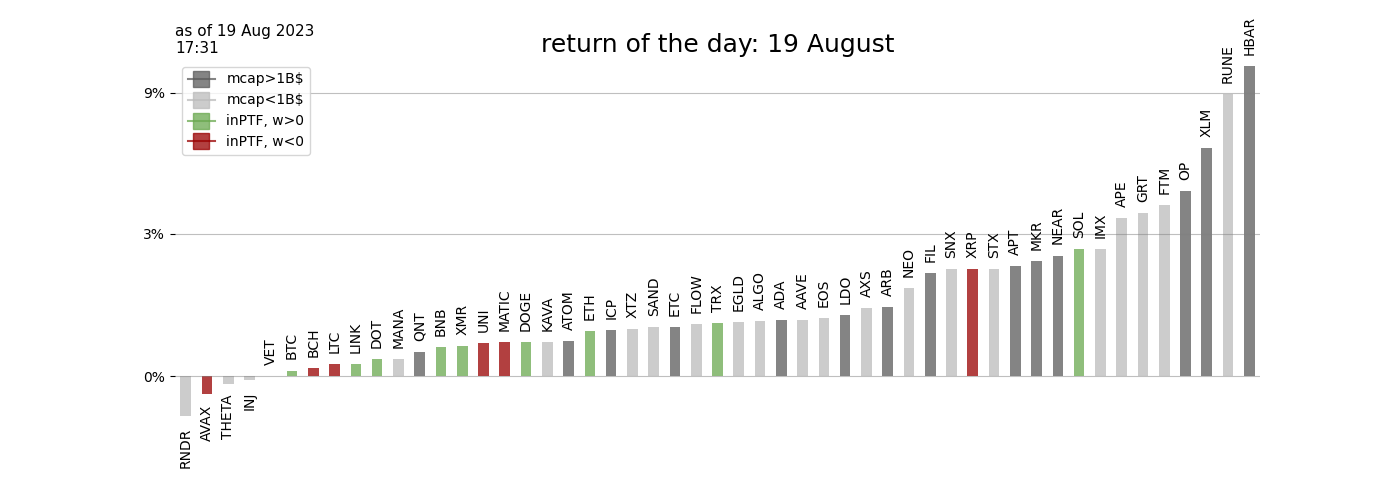 as of 19 Aug 2023
17:31
return of the day: 19 August
mcap>1B$
mcap<1B$
inPTF, w>0
inPTF, w<0
9%
3%
0%
RNDR
AVAX
THETA
INJ
VET
BTC
BCH
LTC
LINK
DOT
MANA
QNT
BNB
XMR
UNI
MATIC
DOGE
KAVA
ATOM
ETH
ICP
XTZ
SAND
ETC
FLOW
TRX
EGLD
ALGO
ADA
AAVE
EOS
LDO
AXS
ARB
NEO
FIL
SNX
XRP
STX
APT
MKR
NEAR
SOL
IMX
APE
GRT
FTM
OP
XLM
RUNE
HBAR